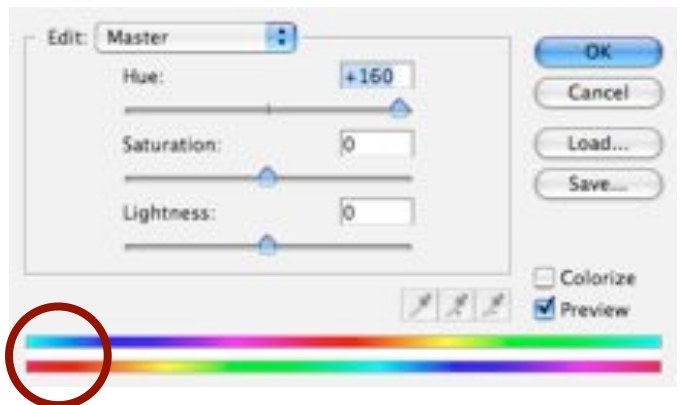 Edit: Master
Hue: +160
Saturation: 0
Lightness: 0
OK
Cancel
Load...
Save...
Colorize
Preview